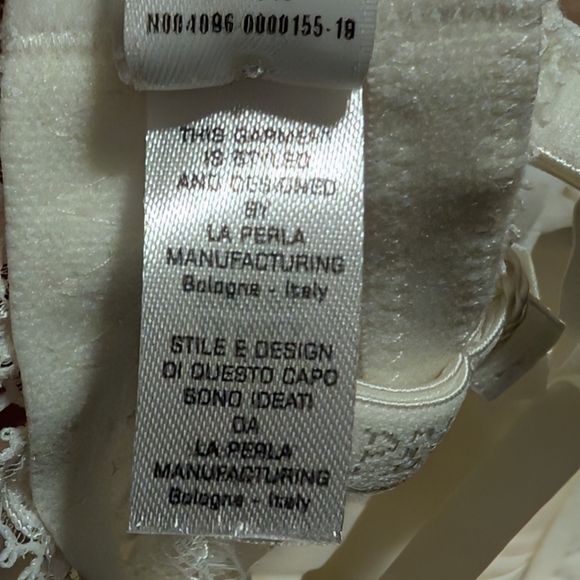 N004096 0000155-19
THIS GARMENT
IS STYLED
AND DESIGNED
BY
LA PERLA
MANUFACTURING
Bologna - Italy
STILE E DESIGN
DI QUESTO CAPO
SONO IDEATI
DA
LA PERLA
MANUFACTURING
Bologna - Italy